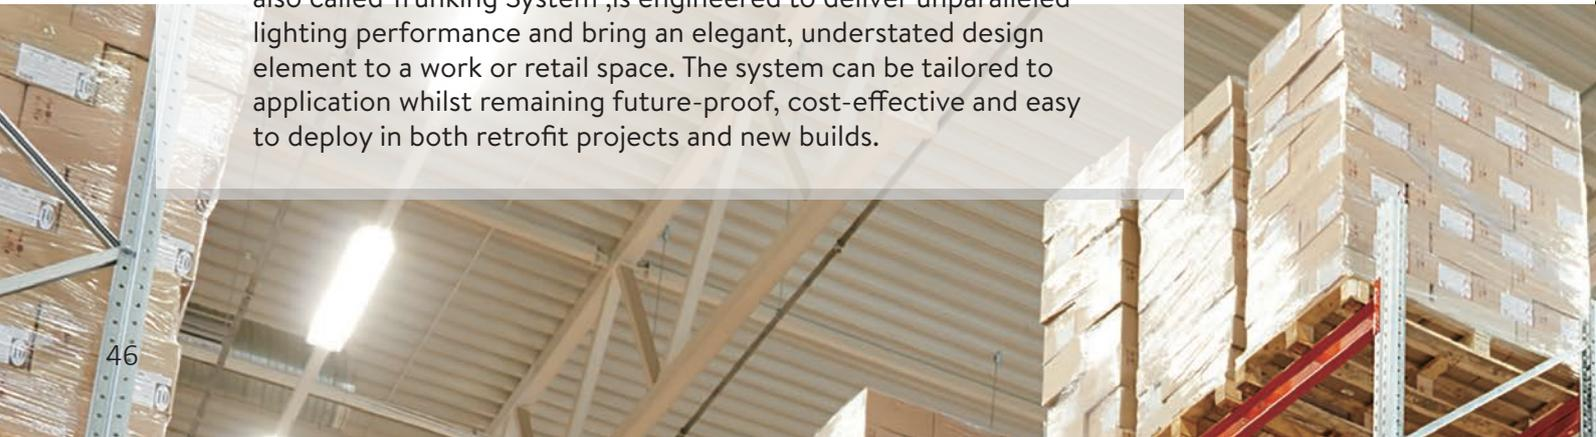 also called Trunking System ,is engineered to deliver unparalleled
lighting performance and bring an elegant, understated design
element to a work or retail space. The system can be tailored to
application whilst remaining future-proof, cost-effective and easy
to deploy in both retrofit projects and new builds.
46